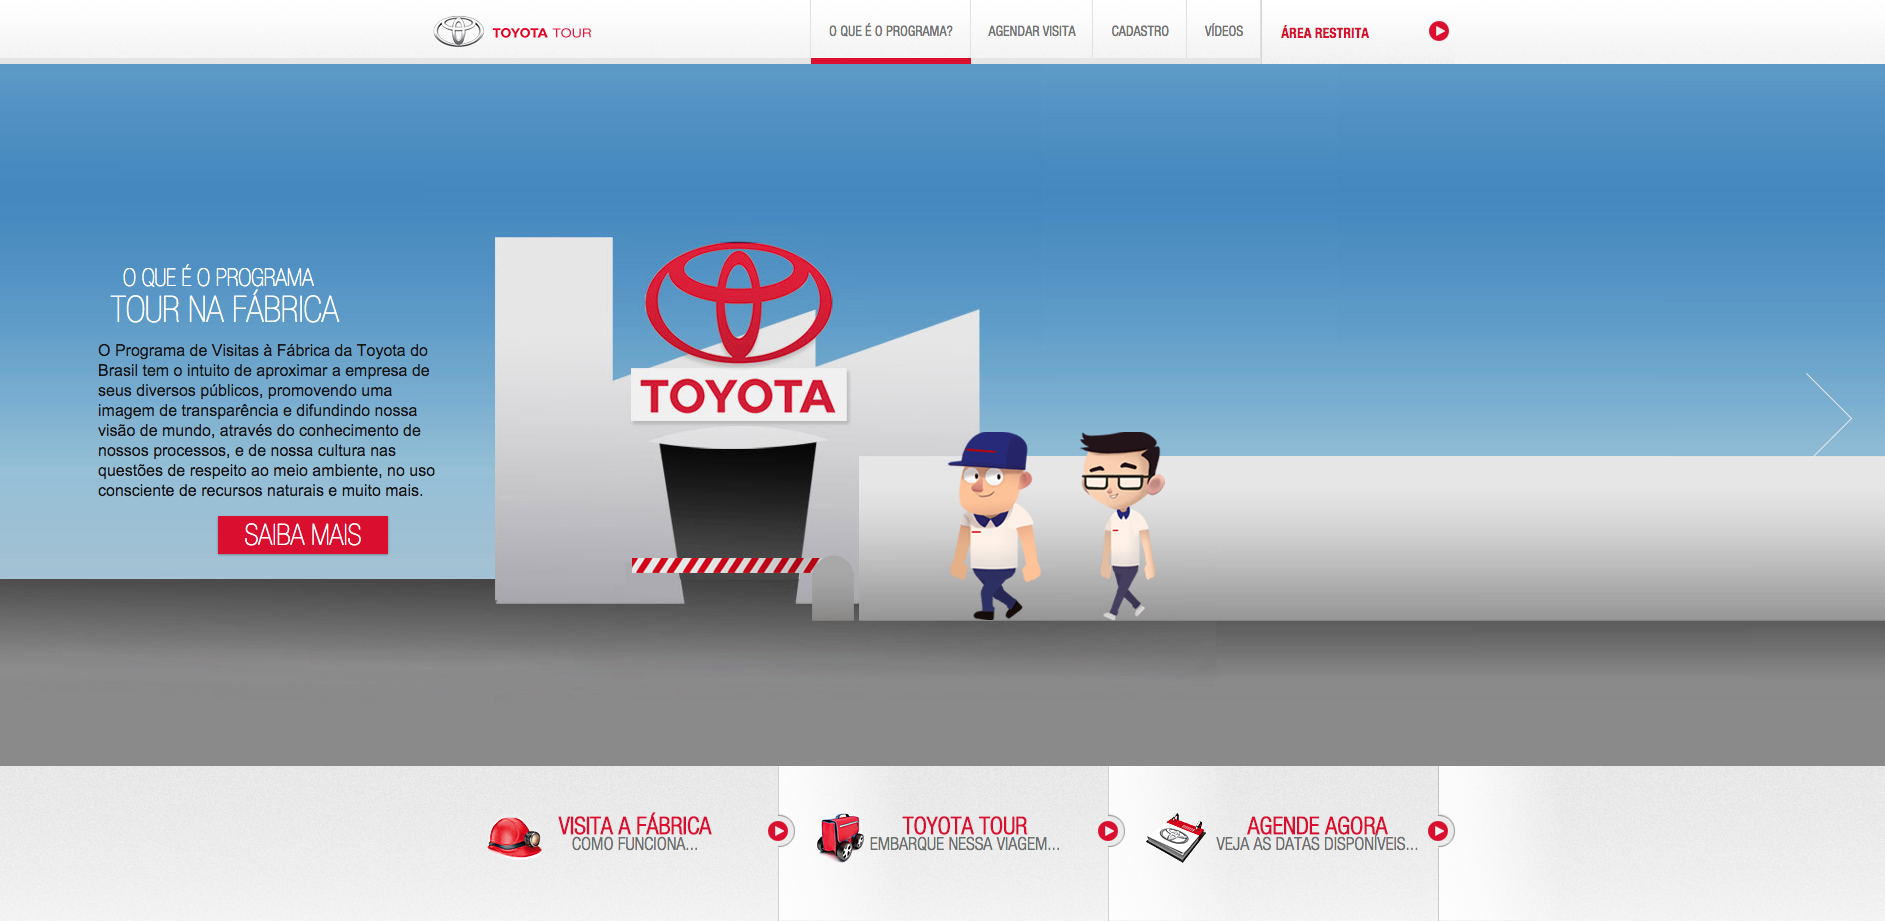 TOYOTA TOUR
O QUE É O PROGRAMA?
AGENDAR VISITA
CADASTRO
VÍDEOS
ÁREA RESTRITA
O QUE É O PROGRAMA
TOUR NA FÁBRICA
O Programa de Visitas à Fábrica da Toyota do
Brasil tem o intuito de aproximar a empresa de
seus diversos públicos, promovendo uma
imagem de transparência e difundindo nossa
visão de mundo, através do conhecimento de
nossos processos, e de nossa cultura nas
questões de respeito ao meio ambiente, no uso
consciente de recursos naturais e muito mais.
SAIBA MAIS
TOYOTA
VISITA A FÁBRICA
COMO FUNCIONA...
TOYOTA TOUR
EMBARQUE NESSA VIAGEM...
AGENDE AGORA
VEJA AS DATAS DISPONÍVEIS...